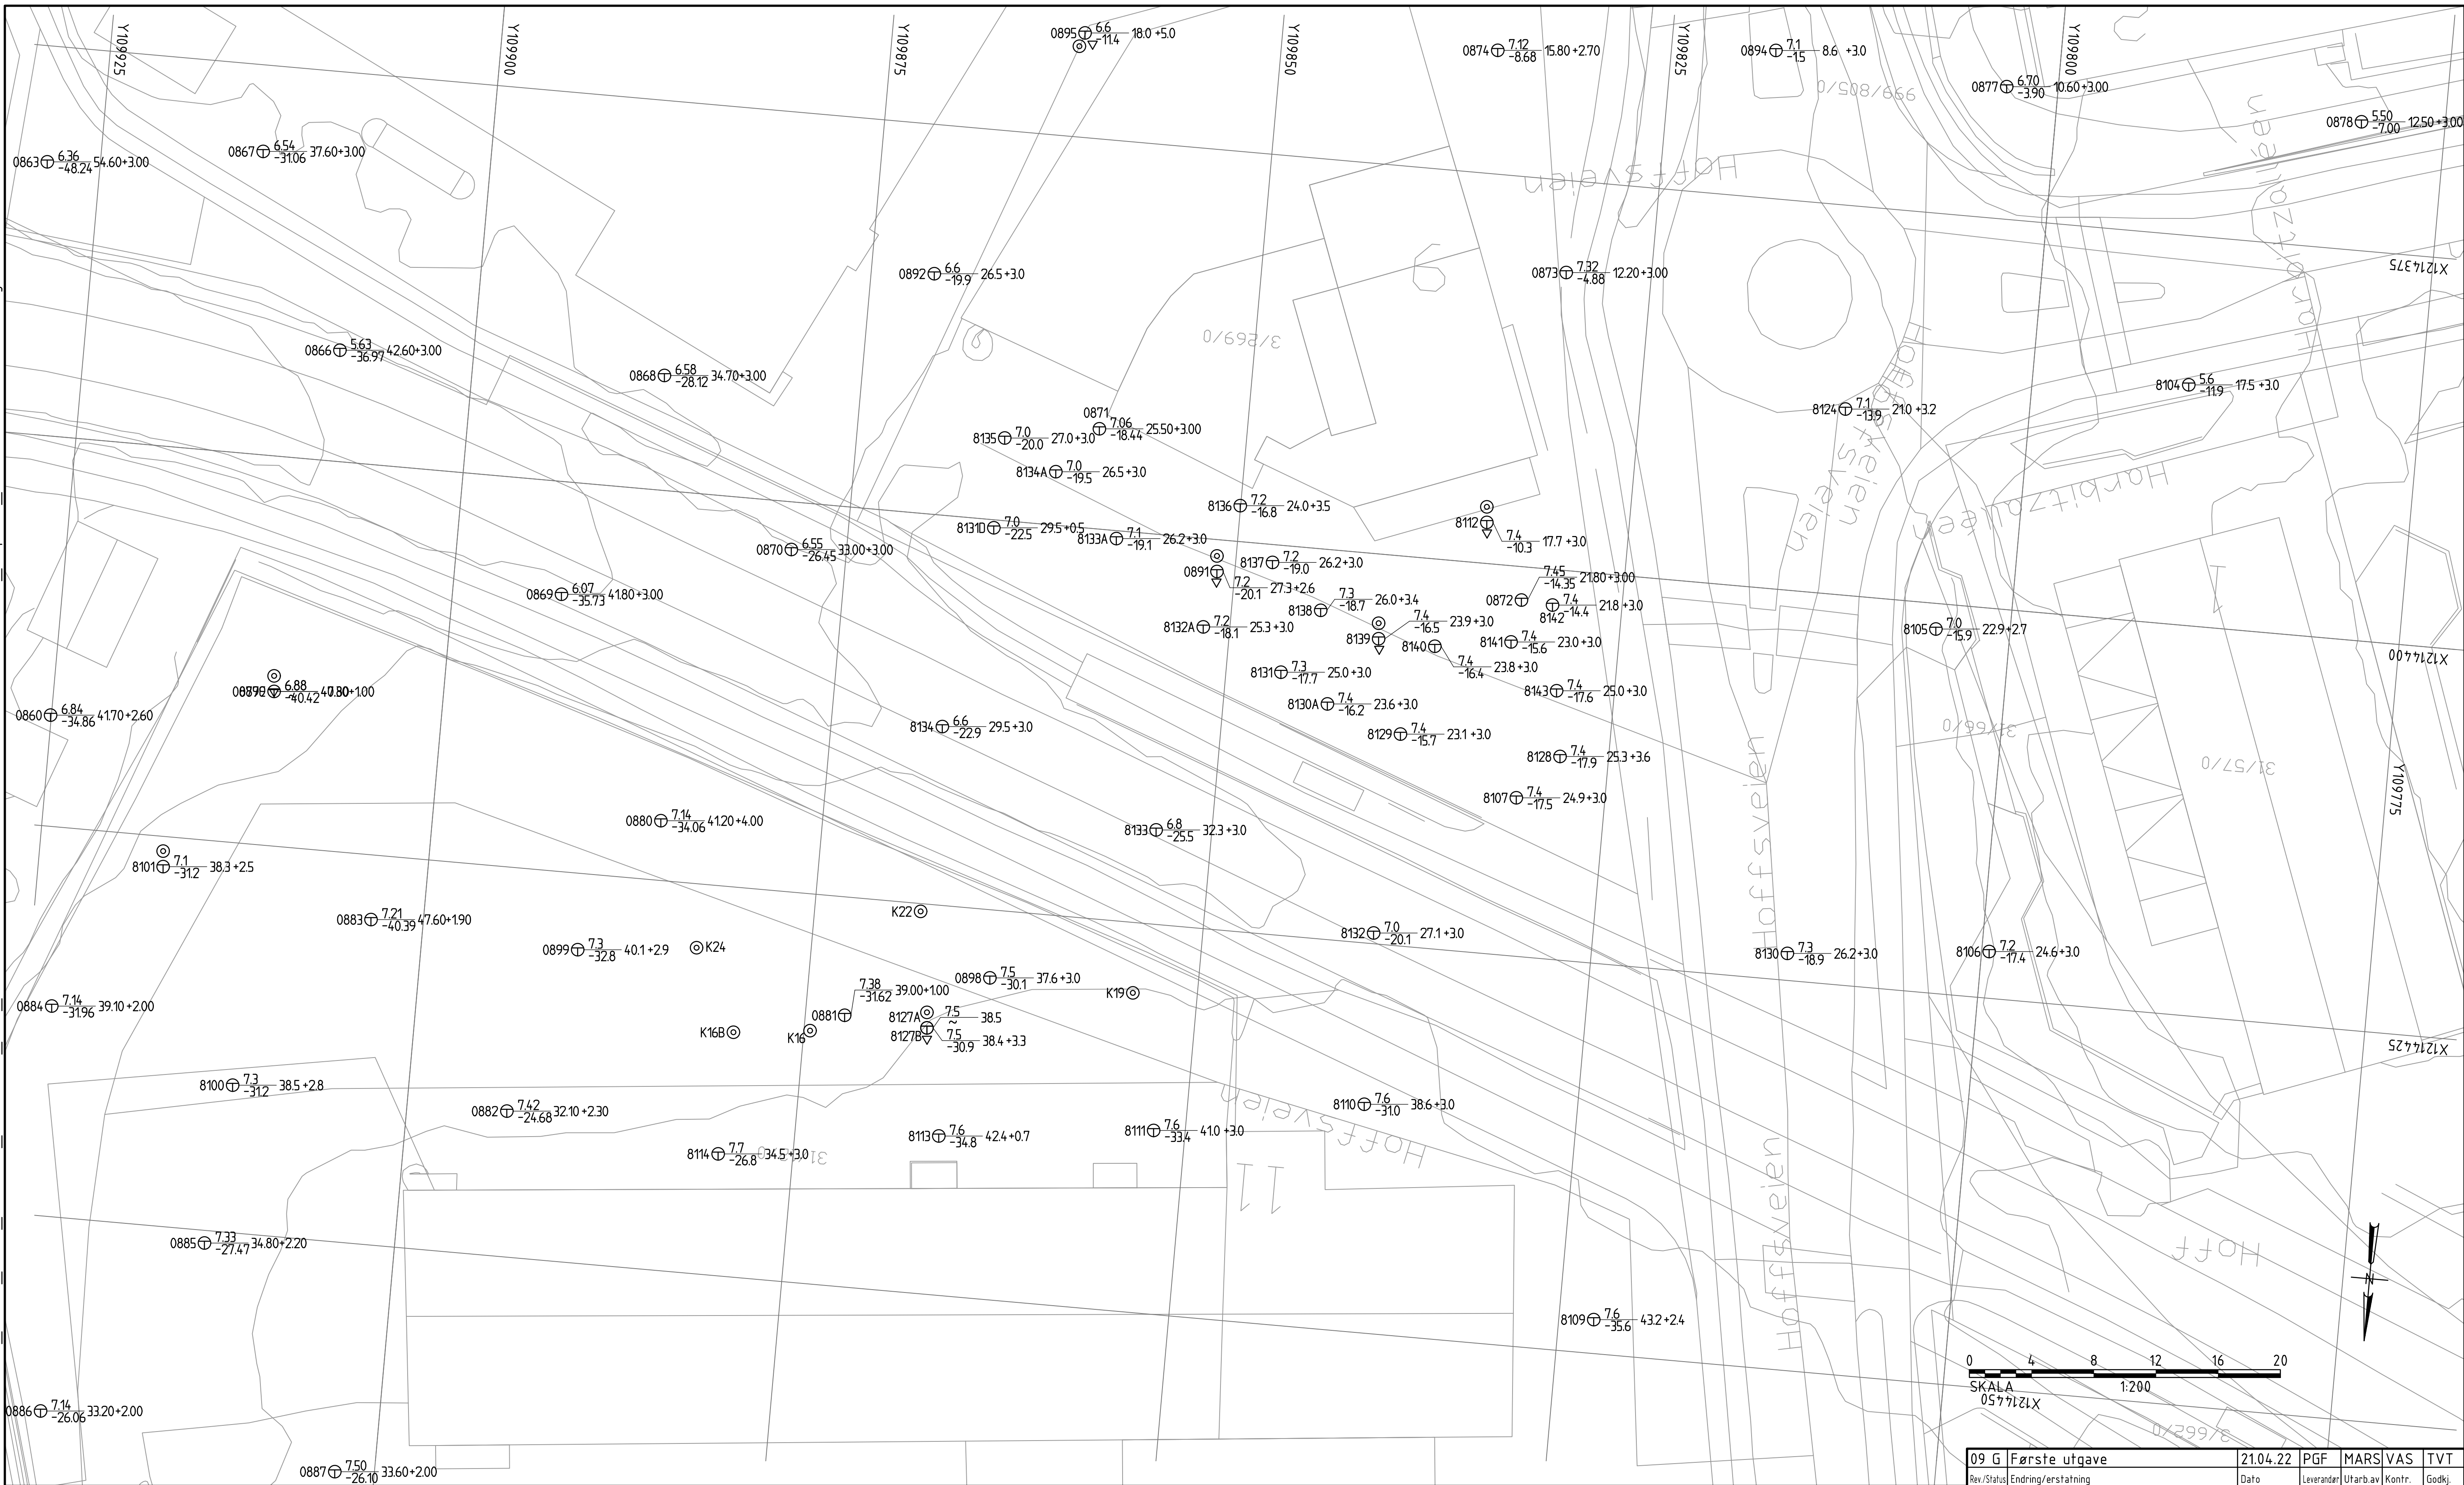 Y109925
Y109900
Y109875
Y109850
Y109825
Y109800
Y109775
X1214375
X1214400
X1214425
X1214450
0895 6.6 -11.4 18.0 +5.0
0874 7.12 -8.68 15.80 +2.70
0894 7.1 -1.5 8.6 +3.0
0877 6.70 -3.90 10.60 +3.00
0878 5.50 -7.00 12.50 +3.00
999/805/0
0863 6.36 -48.24 54.60 +3.00
0867 6.54 -31.06 37.60 +3.00
Hoffsveien
0892 6.6 -19.9 26.5 +3.0
0873 7.32 -4.88 12.20 +3.00
9
3/269/0
0866 5.63 -36.97 42.60 +3.00
0868 6.58 -28.12 34.70 +3.00
8104 5.6 -11.9 17.5 +3.0
8124 7.1 -13.9 21.0 +3.2
0871 7.06 -18.44 25.50 +3.00
8135 7.0 -20.0 27.0 +3.0
8134A 7.0 -19.5 26.5 +3.0
Harbitzalléen
8136 7.2 -16.8 24.0 +3.5
8112 7.4 -10.3 17.7 +3.0
8131D 7.0 -22.5 29.5 +0.5
8133A 7.1 -19.1 26.2 +3.0
0870 6.55 -26.45 33.00 +3.00
8137 7.2 -19.0 26.2 +3.0
0891 7.2 -20.1 27.3 +2.6
0869 6.07 -35.73 41.80 +3.00
0872 7.45 -14.35 21.80 +3.00
8142 7.4 -14.4 21.8 +3.0
8138 7.3 -18.7 26.0 +3.4
8132A 7.2 -18.1 25.3 +3.0
8139 7.4 -16.5 23.9 +3.0
8140 7.4 -16.4 23.8 +3.0
8141 7.4 -15.6 23.0 +3.0
8105 7.0 -15.9 22.9 +2.7
1
8131 7.3 -17.7 25.0 +3.0
6.88 -40.42
8143 7.4 -17.6 25.0 +3.0
8130A 7.4 -16.2 23.6 +3.0
0860 6.84 -34.86 41.70 +2.60
8134 6.6 -22.9 29.5 +3.0
8129 7.4 -15.7 23.1 +3.0
31/66/0
8128 7.4 -17.9 25.3 +3.6
31/57/0
8107 7.4 -17.5 24.9 +3.0
0880 7.14 -34.06 41.20 +4.00
8133 6.8 -25.5 32.3 +3.0
Hoffsveien
8101 7.1 -31.2 38.3 +2.5
0883 7.21 -40.39 47.60 +1.90
K22
8132 7.0 -20.1 27.1 +3.0
0899 7.3 -32.8 40.1 +2.9
K24
8130 7.3 -18.9 26.2 +3.0
8106 7.2 -17.4 24.6 +3.0
0898 7.5 -30.1 37.6 +3.0
K19
0884 7.14 -31.96 39.10 +2.00
0881 7.38 -31.62 39.00 +1.00
8127A 7.5 ~ 38.5
8127B 7.5 -30.9 38.4 +3.3
K16B
K16
8100 7.3 -31.2 38.5 +2.8
0882 7.42 -24.68 32.10 +2.30
Hoffsveien
8110 7.6 -31.0 38.6 +3.0
8111 7.6 -33.4 41.0 +3.0
8113 7.6 -34.8 42.4 +0.7
8114 7.7 -26.8 34.5 +3.0
11
Hoffsveien
Hoff
0885 7.33 -27.47 34.80 +2.20
N
8109 7.6 -35.6 43.2 +2.4
0 4 8 12 16 20
SKALA 1:200
0886 7.14 -26.06 33.20 +2.00
3/662/0
0887 7.50 -26.10 33.60 +2.00
09 G Første utgave 21.04.22 PGF MARS VAS TVT
Rev./Status Endring/erstatning Dato Leverandør Utarb.av Kontr. Godkj.